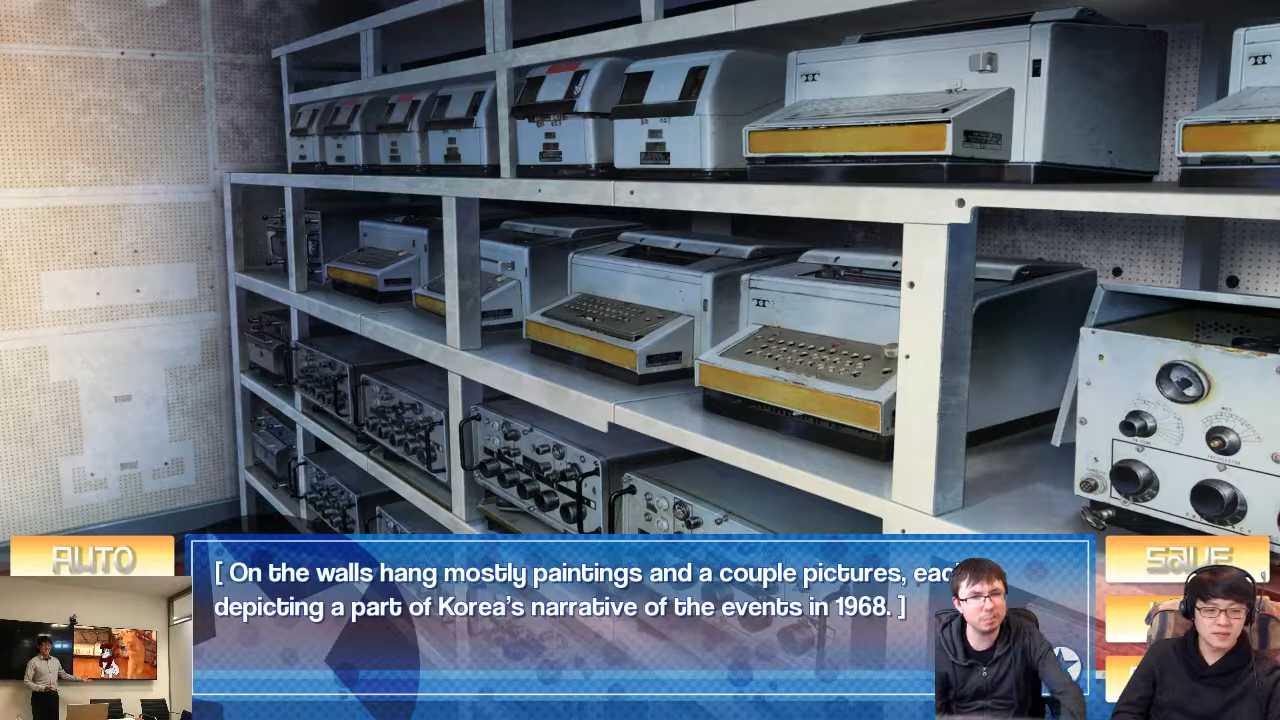 AUTO
[ On the walls hang mostly paintings and a couple pictures,
depicting a part of Korea's narrative of the events in 1968. ]
SAVE